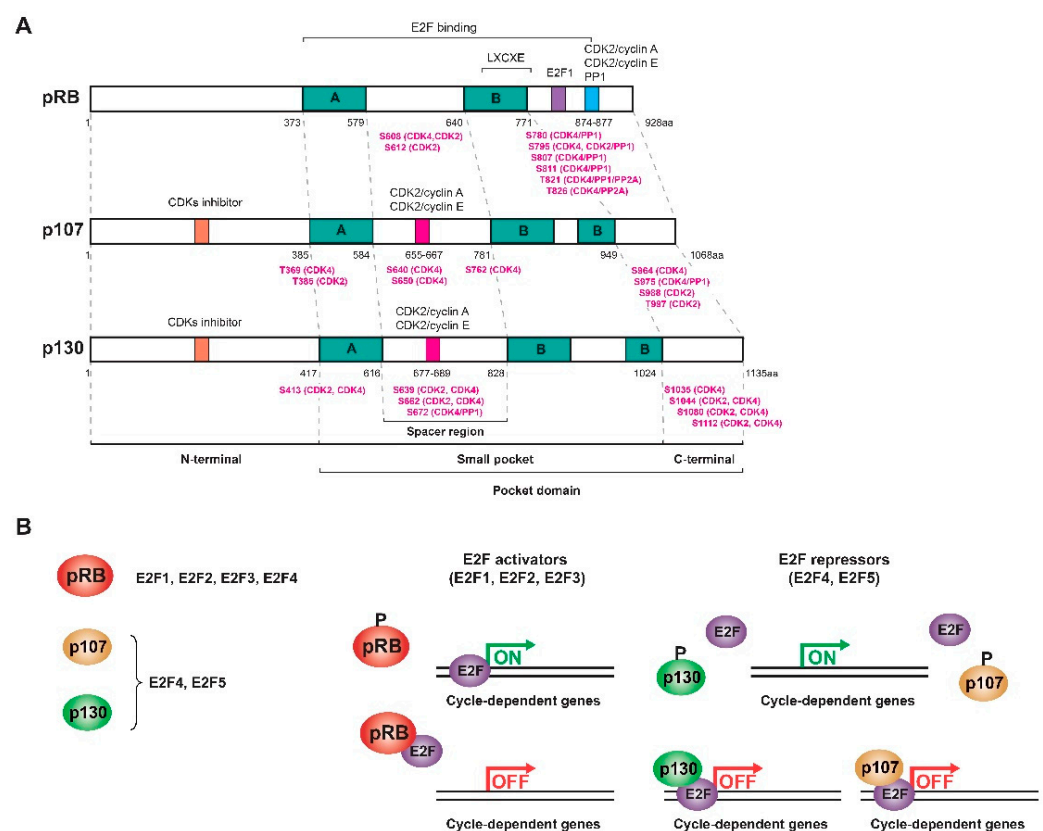 A
E2F binding
LXCXE
E2F1
CDK2/cyclin A
CDK2/cyclin E
PP1
pRB
A
B
1
373
579
640
771
874-877
928aa
S608 (CDK4,CDK2)
S612 (CDK2)
S780 (CDK4/PP1)
S795 (CDK4, CDK2/PP1)
S807 (CDK4/PP1)
S811 (CDK4/PP1)
T821 (CDK4/PP1/PP2A)
T826 (CDK4/PP2A)
CDKs inhibitor
CDK2/cyclin A
CDK2/cyclin E
p107
A
B
B
1
385
584
655-667
781
949
1068aa
T369 (CDK4)
T385 (CDK2)
S640 (CDK4)
S650 (CDK4)
S762 (CDK4)
S964 (CDK4)
S975 (CDK4/PP1)
S988 (CDK2)
T997 (CDK2)
CDKs inhibitor
CDK2/cyclin A
CDK2/cyclin E
p130
A
B
B
1
417
616
677-689
828
1024
1135aa
S413 (CDK2, CDK4)
S639 (CDK2, CDK4)
S662 (CDK2, CDK4)
S672 (CDK4/PP1)
S1035 (CDK4)
S1044 (CDK2, CDK4)
S1080 (CDK2, CDK4)
S1112 (CDK2, CDK4)
Spacer region
N-terminal
Small pocket
C-terminal
Pocket domain
B
pRB
E2F1, E2F2, E2F3, E2F4
p107
p130
E2F4, E2F5
E2F activators
(E2F1, E2F2, E2F3)
P
pRB
E2F
ON
Cycle-dependent genes
pRB
E2F
OFF
Cycle-dependent genes
E2F repressors
(E2F4, E2F5)
E2F
P
p130
ON
Cycle-dependent genes
E2F
P
p107
p130
E2F
OFF
Cycle-dependent genes
p107
E2F
OFF
Cycle-dependent genes